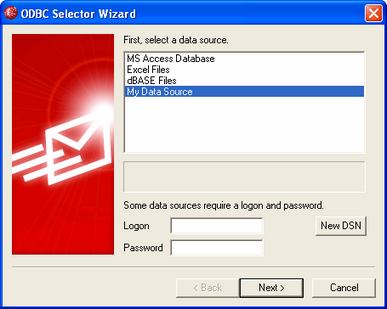 ODBC Selector Wizard
First, select a data source.
MS Access Database
Excel Files
dBASE Files
My Data Source
Some data sources require a logon and password.
Logon
New DSN
Password
< Back Next > Cancel